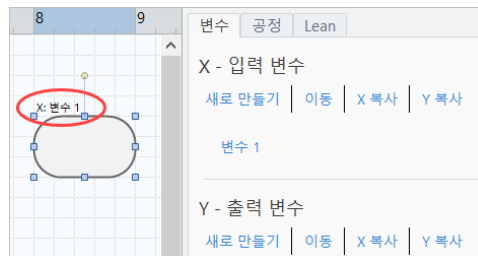 8 9
변수 공정 Lean
X - 입력 변수
새로 만들기 이동 X 복사 Y 복사
X: 변수 1
변수 1
Y - 출력 변수
새로 만들기 이동 X 복사 Y 복사